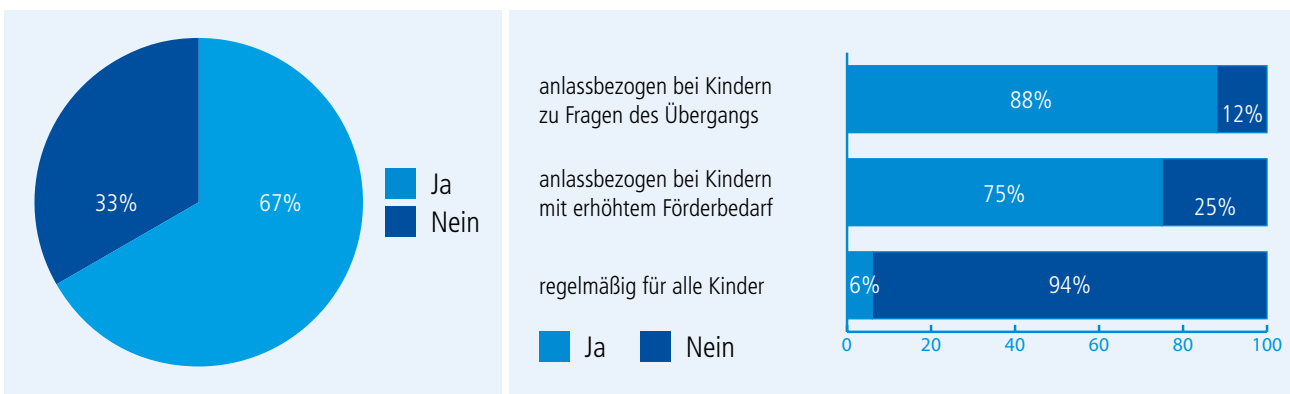 33%
67%
Ja
Nein
anlassbezogen bei Kindern
zu Fragen des Übergangs
88%
12%
anlassbezogen bei Kindern
mit erhöhtem Förderbedarf
75%
25%
regelmäßig für alle Kinder
6%
94%
Ja Nein
0 20 40 60 80 100